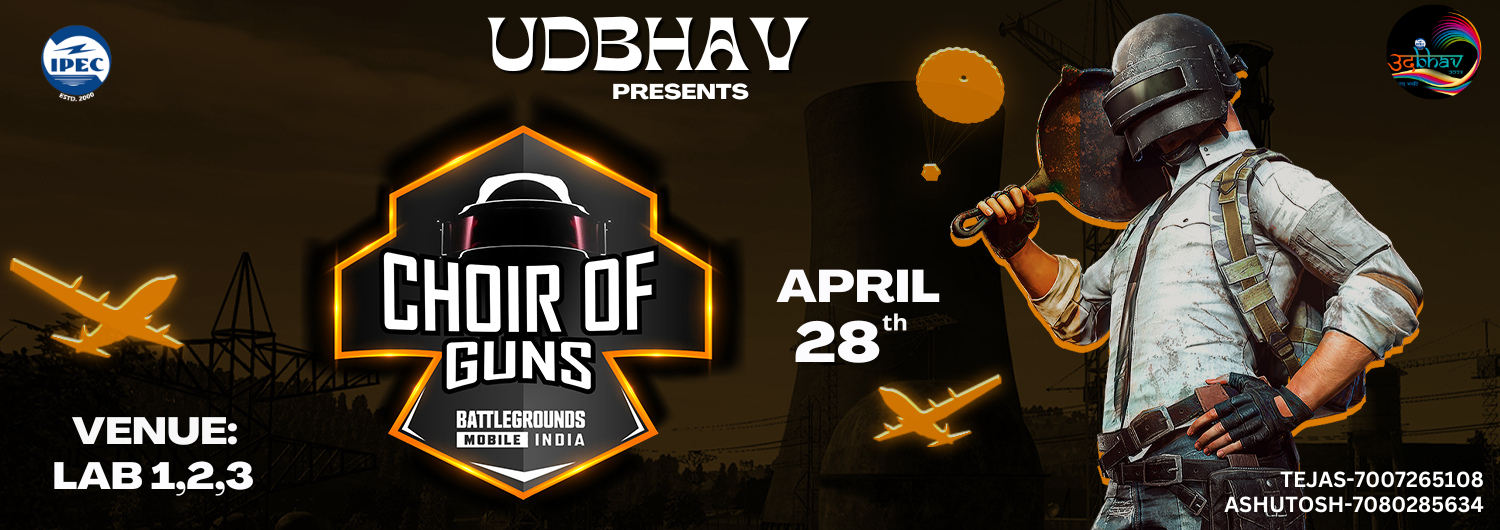 IPEC
ESTD. 2000
UDBHAV
PRESENTS
उदbhav
CHOIR OF
GUNS
BATTLEGROUNDS
MOBILE INDIA
APRIL
28th
VENUE:
LAB 1,2,3
TEJAS-7007265108
ASHUTOSH-7080285634